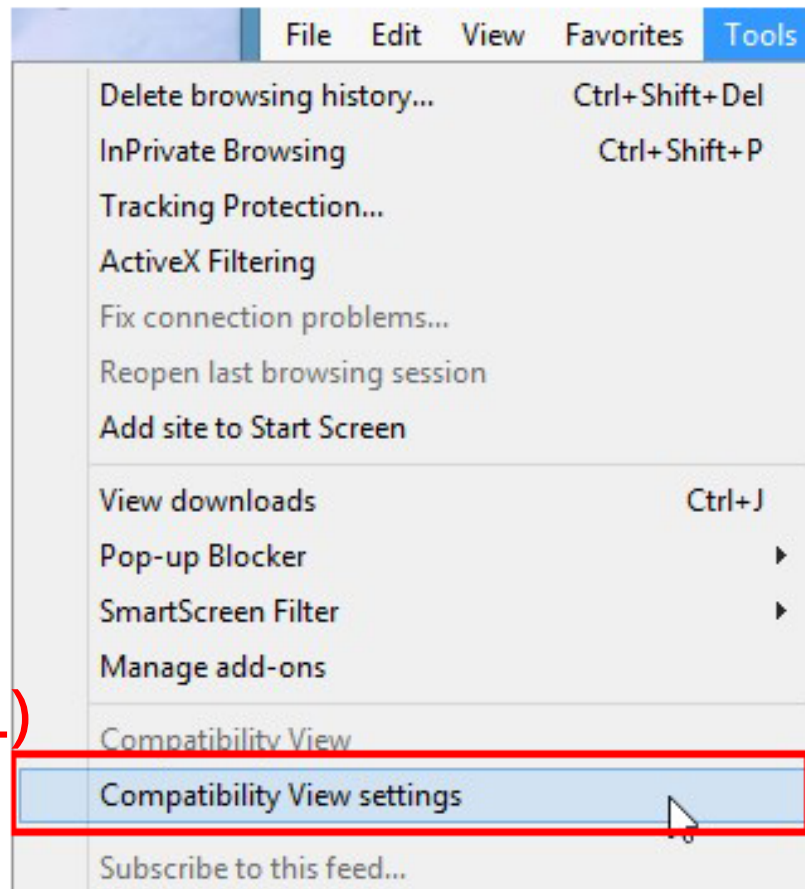 File Edit View Favorites Tools
Delete browsing history... Ctrl+Shift+Del
InPrivate Browsing Ctrl+Shift+P
Tracking Protection...
ActiveX Filtering
Fix connection problems...
Reopen last browsing session
Add site to Start Screen
View downloads Ctrl+J
Pop-up Blocker
SmartScreen Filter
Manage add-ons
)
Compatibility View
Compatibility View settings
Subscribe to this feed...